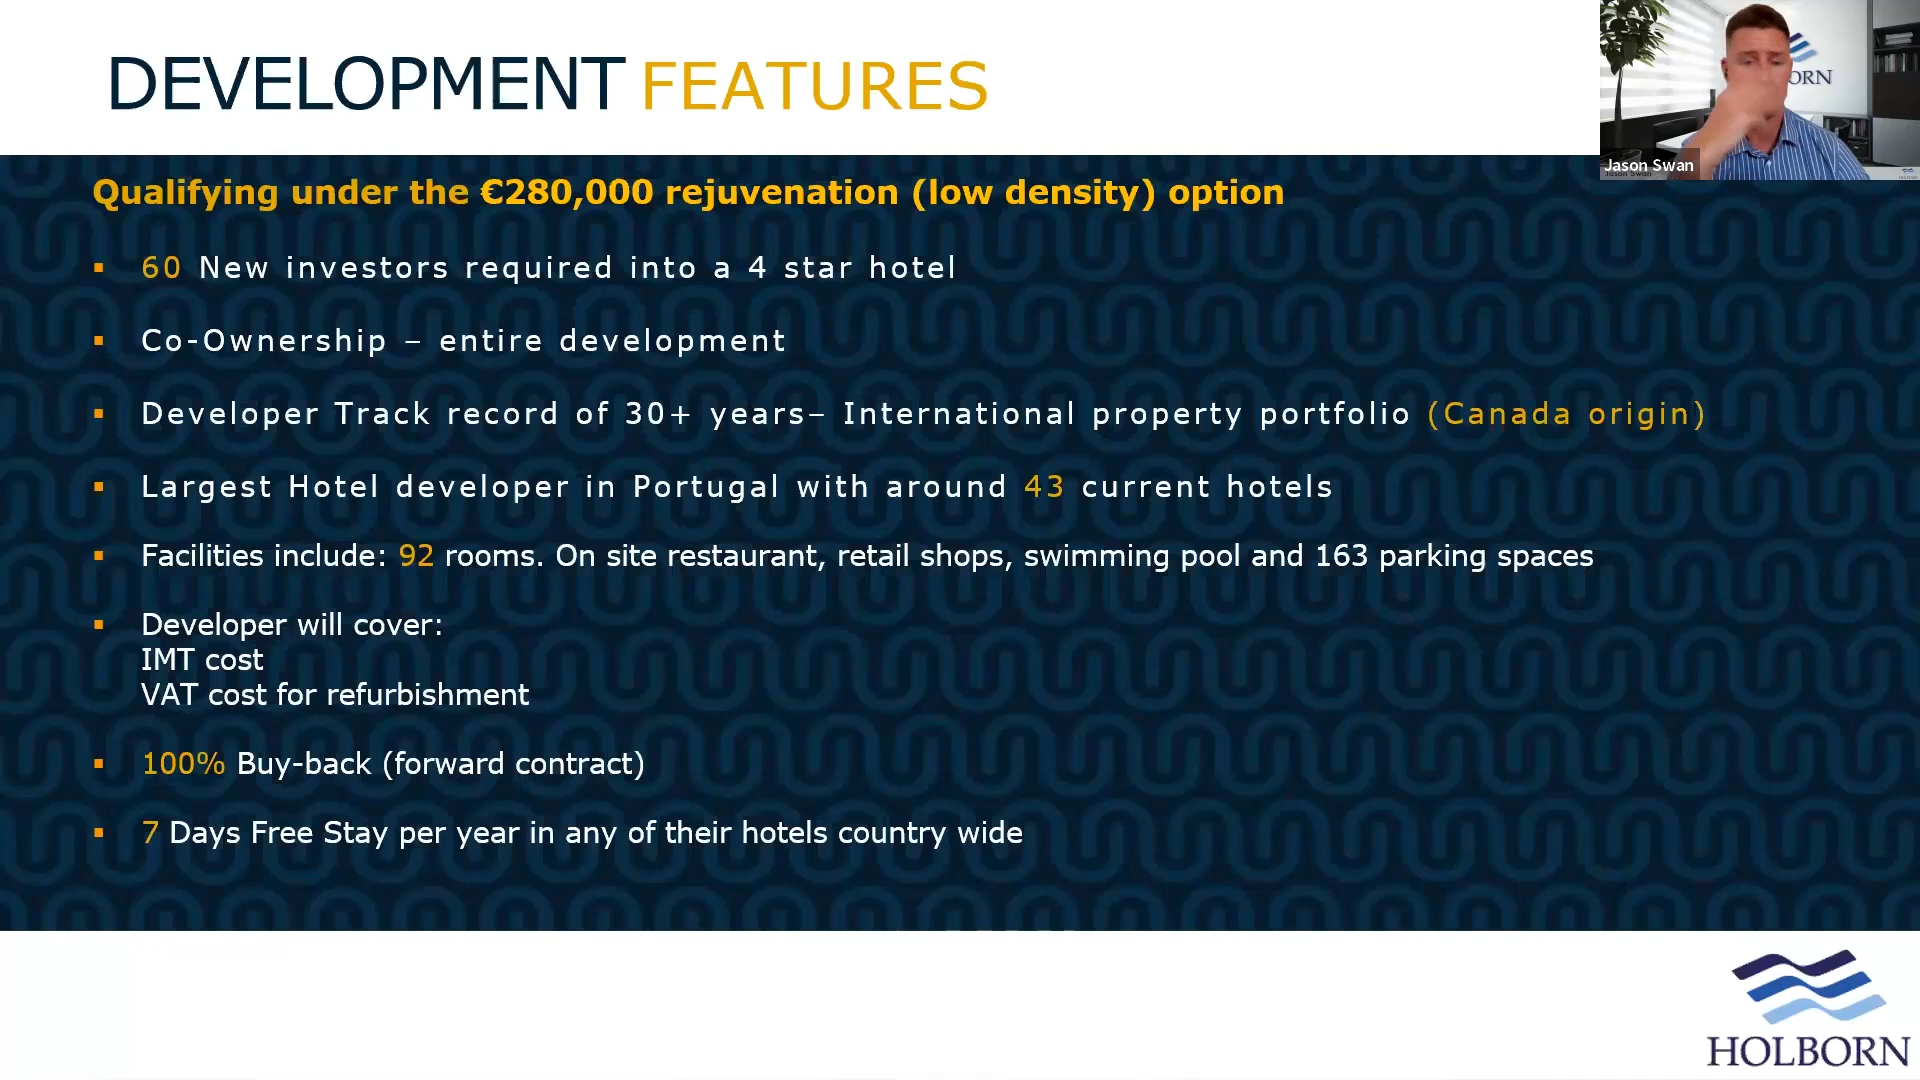 DEVELOPMENT FEATURES
ORN
Jason Swan
Jason Swan
Qualifying under the €280,000 rejuvenation (low density) option
▪ 60 New investors required into a 4 star hotel
▪ Co-Ownership – entire development
▪ Developer Track record of 30+ years– International property portfolio (Canada origin)
▪ Largest Hotel developer in Portugal with around 43 current hotels
▪ Facilities include: 92 rooms. On site restaurant, retail shops, swimming pool and 163 parking spaces
▪ Developer will cover:
IMT cost
VAT cost for refurbishment
▪ 100% Buy-back (forward contract)
▪ 7 Days Free Stay per year in any of their hotels country wide
HOLBORN